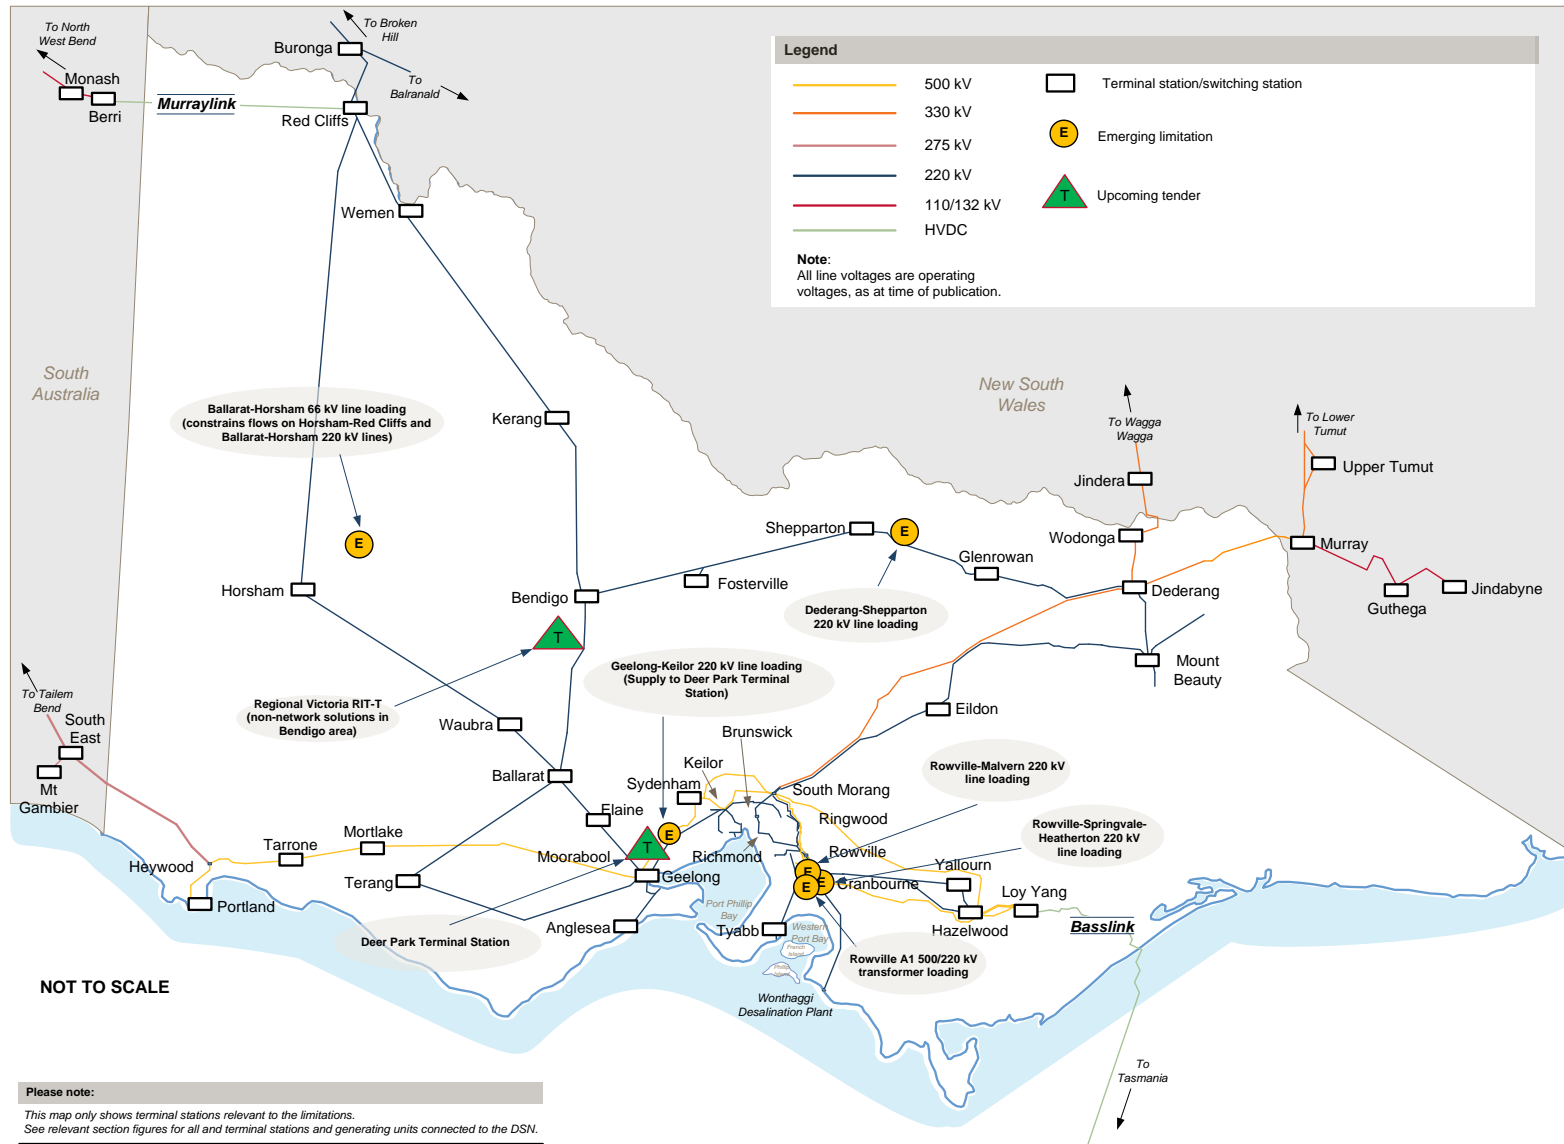 To North
West Bend
To Broken
Hill
Buronga
Monash
To
Balranald
Berri
Murraylink
Red Cliffs
Wemen
Legend
500 kV
330 kV
275 kV
220 kV
110/132 kV
HVDC
Terminal station/switching station
E
Emerging limitation
T
Upcoming tender
Note:
All line voltages are operating
voltages, as at time of publication.
South
Australia
New South
Wales
Ballarat-Horsham 66 kV line loading
(constrains flows on Horsham-Red Cliffs and
Ballarat-Horsham 220 kV lines)
Kerang
To Wagga
Wagga
To Lower
Tumut
Jindera
Upper Tumut
E
Shepparton
E
Wodonga
Murray
Glenrowan
Horsham
Bendigo
Fosterville
Dederang
Guthega
Jindabyne
Dederang-Shepparton
220 kV line loading
T
Geelong-Keilor 220 kV line loading
(Supply to Deer Park Terminal
Station)
Mount
Beauty
To Tailem
Bend
South
East
Regional Victoria RIT-T
(non-network solutions in
Bendigo area)
Waubra
Eildon
Brunswick
Keilor
Mt
Gambier
Ballarat
Sydenham
South Morang
Rowville-Malvern 220 kV
line loading
Elaine
Ringwood
Rowville-Springvale-
Heatherton 220 kV
line loading
Tarrone
Mortlake
E
T
Moorabool
Richmond
Rowville
Heywood
Yallourn
Terang
Geelong
E
E
E
Cranbourne
Loy Yang
Portland
Port Phillip
Bay
Anglesea
Tyabb
Western
Port Bay
Hazelwood
Basslink
Deer Park Terminal Station
French
Island
Rowville A1 500/220 kV
transformer loading
Phillip
Island
NOT TO SCALE
Wonthaggi
Desalination Plant
To
Tasmania
Please note:
This map only shows terminal stations relevant to the limitations.
See relevant section figures for all and terminal stations and generating units connected to the DSN.